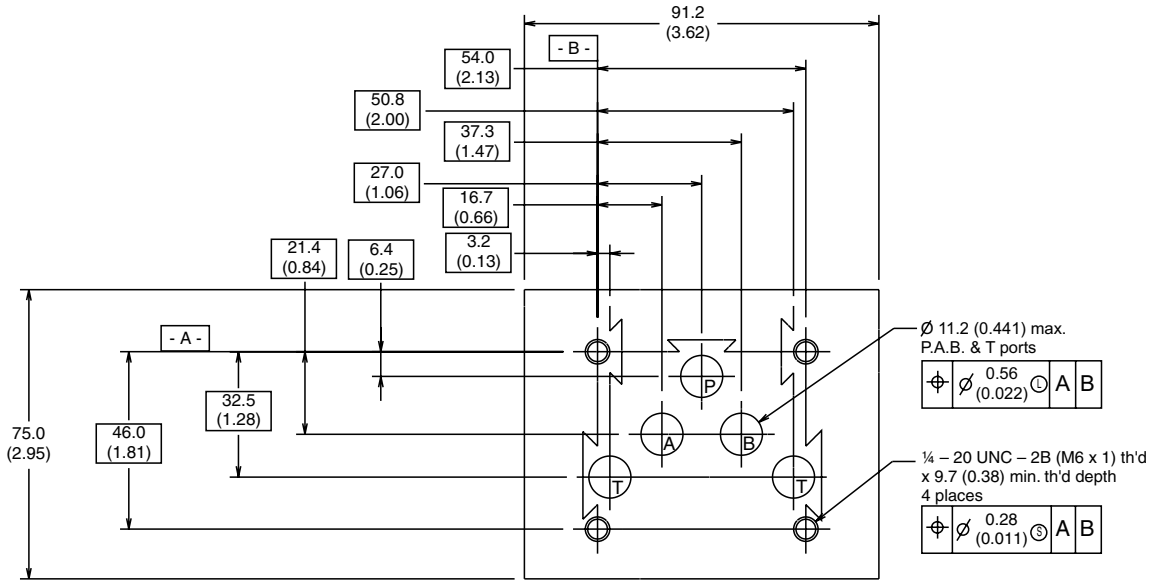 91.2
(3.62)
- B -
54.0
(2.13)
50.8
(2.00)
37.3
(1.47)
27.0
(1.06)
16.7
(0.66)
3.2
(0.13)
21.4
(0.84)
6.4
(0.25)
- A -
32.5
(1.28)
46.0
(1.81)
75.0
(2.95)
P
A
B
T
T
Ø 11.2 (0.441) max.
P.A.B. & T ports
⌖ Ø 0.56 (0.022) Ⓛ A B
¼ – 20 UNC – 2B (M6 x 1) th'd
x 9.7 (0.38) min. th'd depth
4 places
⌖ Ø 0.28 (0.011) Ⓢ A B